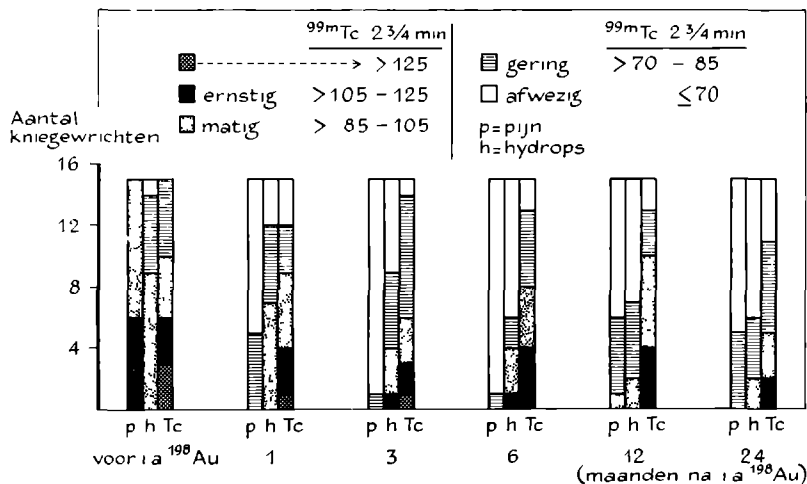 ⁹⁹ᵐTc 2 3/4 min
> 125
ernstig >105 - 125
matig > 85 - 105
⁹⁹ᵐTc 2 3/4 min
gering >70 - 85
afwezig ≤70
p=pijn
h=hydrops
Aantal
kniegewrichten
16
12
8
4
p h Tc p h Tc p h Tc p h Tc p h Tc p h Tc
voor i a ¹⁹⁸Au 1 3 6 12 24
(maanden na i a ¹⁹⁸Au)